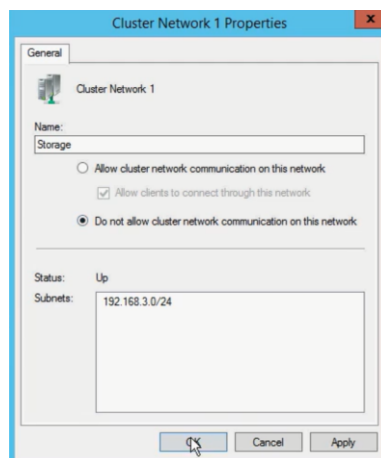 Cluster Network 1 Properties
x
General
Cluster Network 1
Name:
Storage
Allow cluster network communication on this network
Allow clients to connect through this network
Do not allow cluster network communication on this network
Status: Up
Subnets: 192.168.3.0/24
OK Cancel Apply